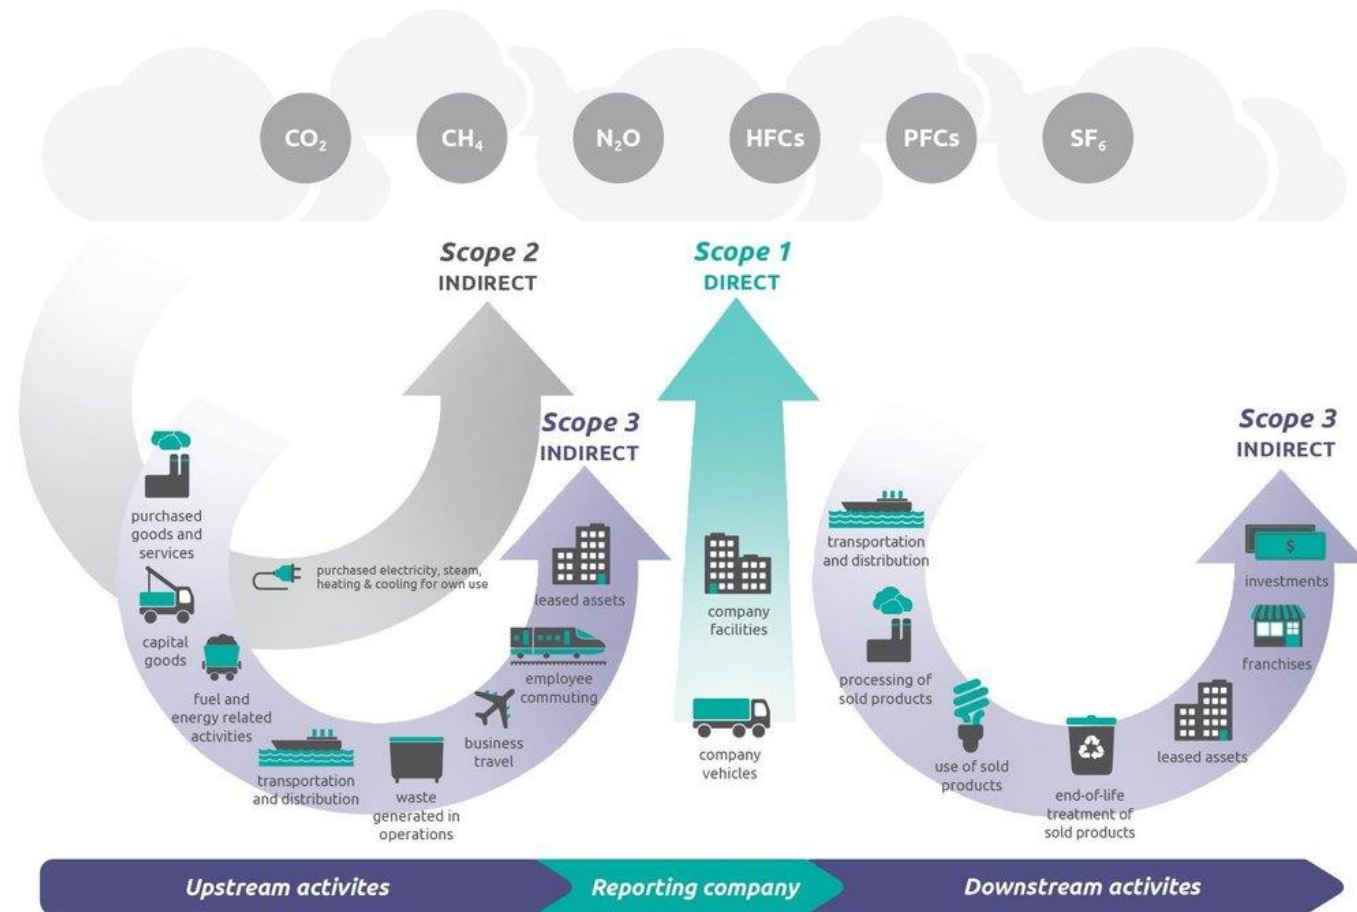 CO₂
CH₄
N₂O
HFCs
PFCs
SF₆
Scope 2
INDIRECT
Scope 1
DIRECT
Scope 3
INDIRECT
Scope 3
INDIRECT
purchased
goods and
services
capital
goods
fuel and
energy related
activities
transportation
and distribution
waste
generated in
operations
business
travel
employee
commuting
leased assets
purchased electricity, steam,
heating & cooling for own use
company
facilities
company
vehicles
transportation
and distribution
processing of
sold products
use of sold
products
end-of-life
treatment of
sold products
leased assets
franchises
$
investments
Upstream activites
Reporting company
Downstream activites